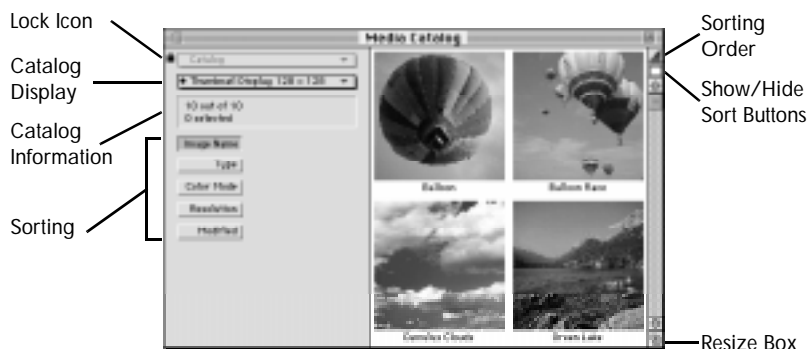 Lock Icon
Catalog
Display
Catalog
Information
Sorting
Media Catalog
Catalog
Thumbnail Display 128 x 128
10 out of 10
0 selected
Image Name
Type
Color Mode
Resolution
Modified
Balloon
Balloon Race
Cumulus Clouds
Dream Lake
Sorting
Order
Show/Hide
Sort Buttons
Resize Box